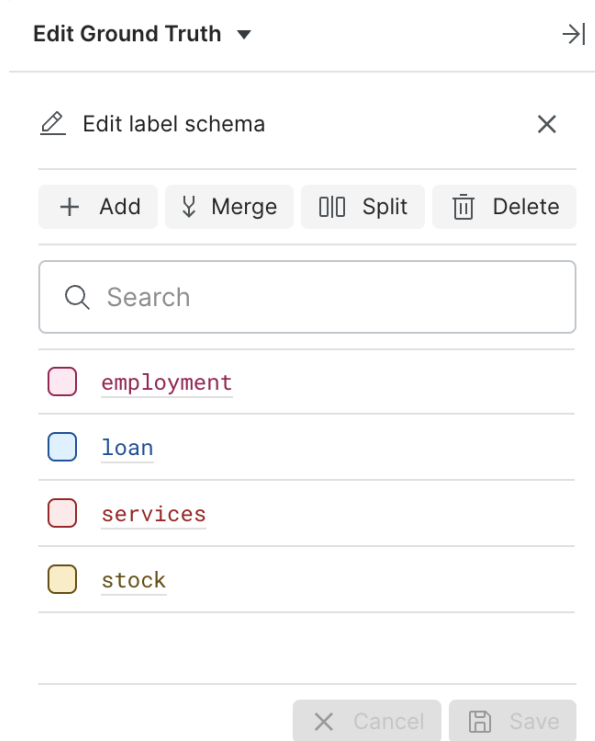 Edit Ground Truth
Edit label schema
Add Merge Split Delete
Search
employment
loan
services
stock
Cancel Save